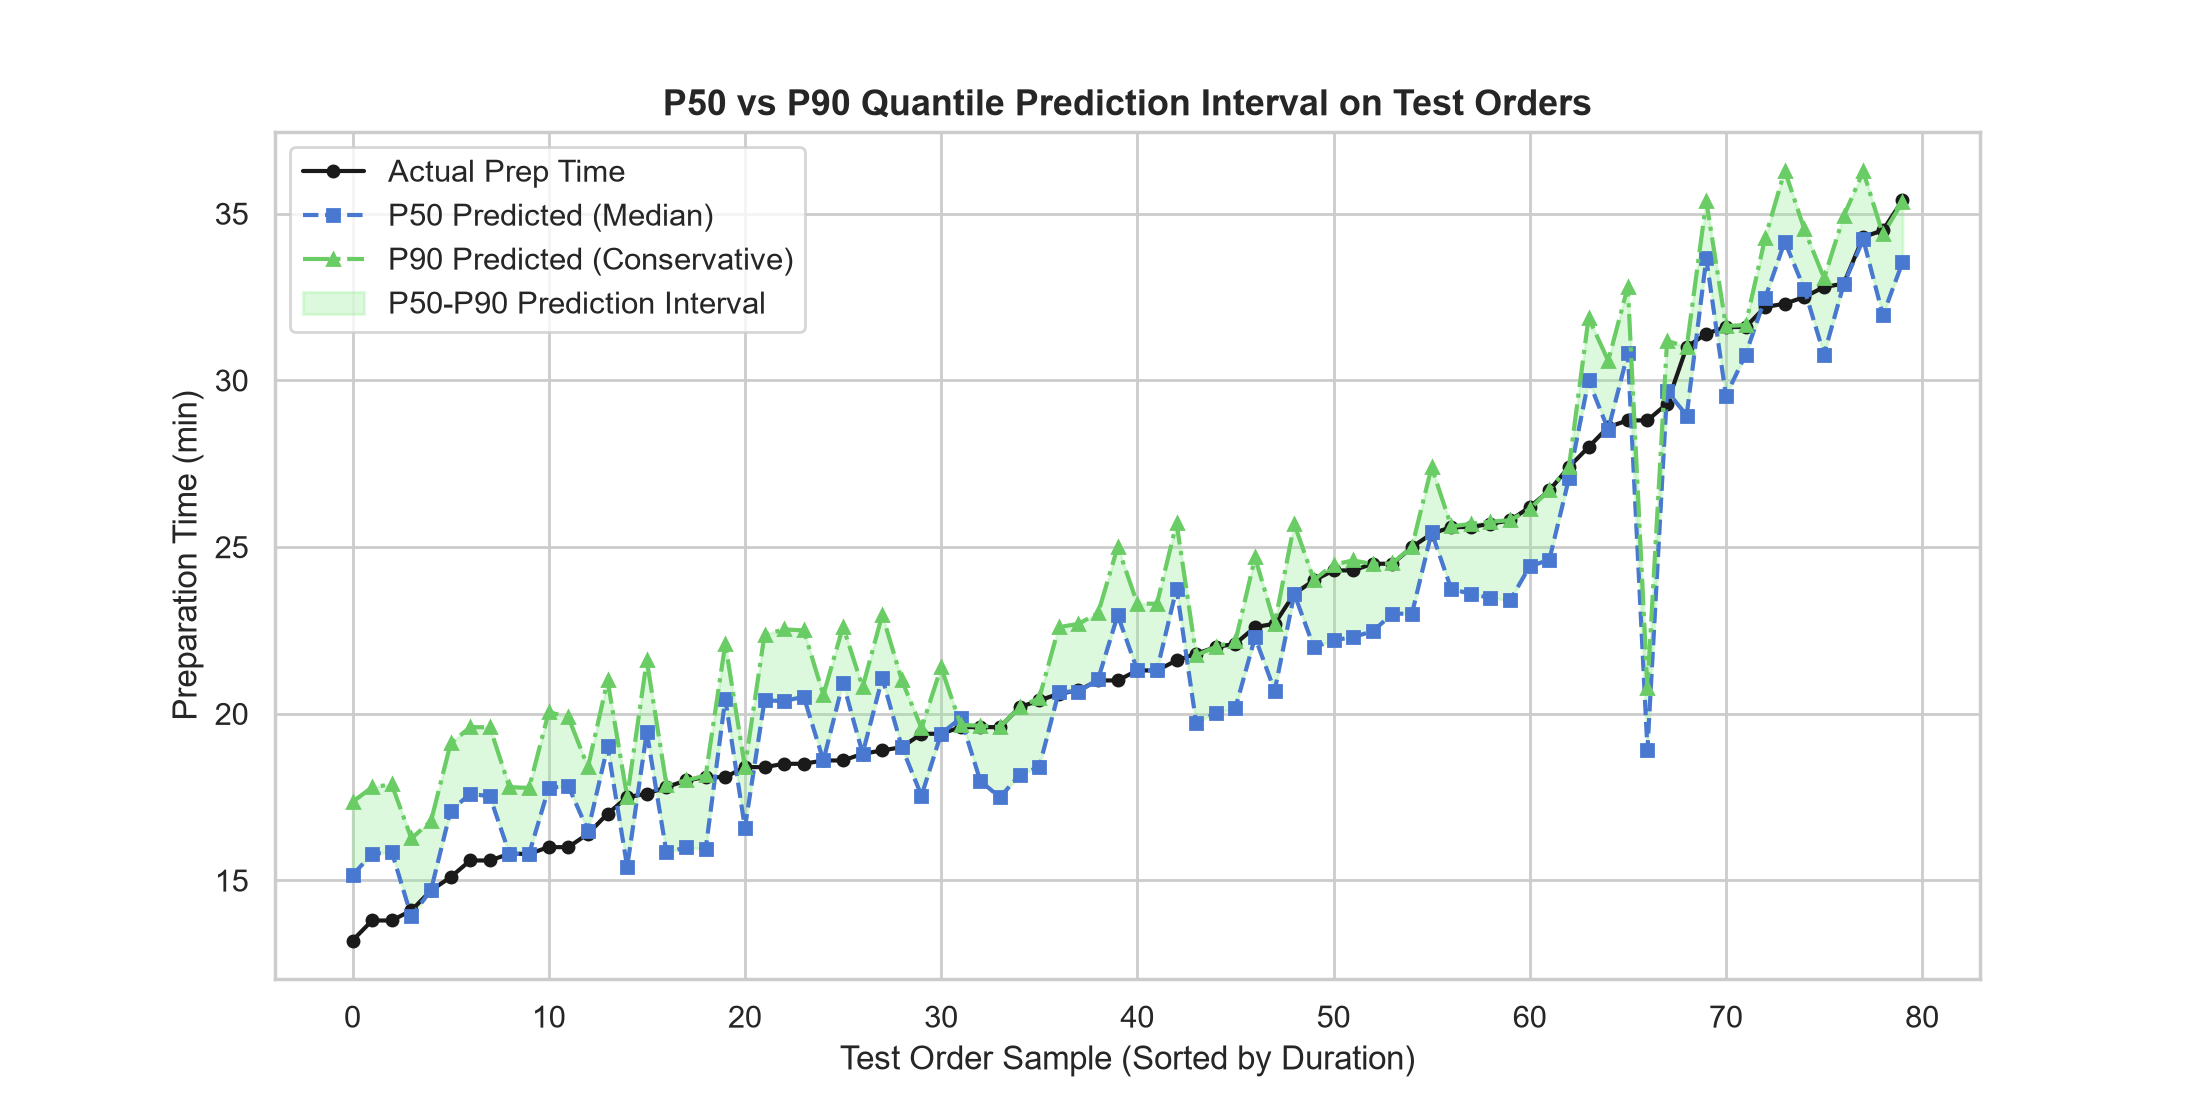 P50 vs P90 Quantile Prediction Interval on Test Orders
Actual Prep Time
P50 Predicted (Median)
P90 Predicted (Conservative)
P50-P90 Prediction Interval
Preparation Time (min)
35
30
25
20
15
0 10 20 30 40 50 60 70 80
Test Order Sample (Sorted by Duration)